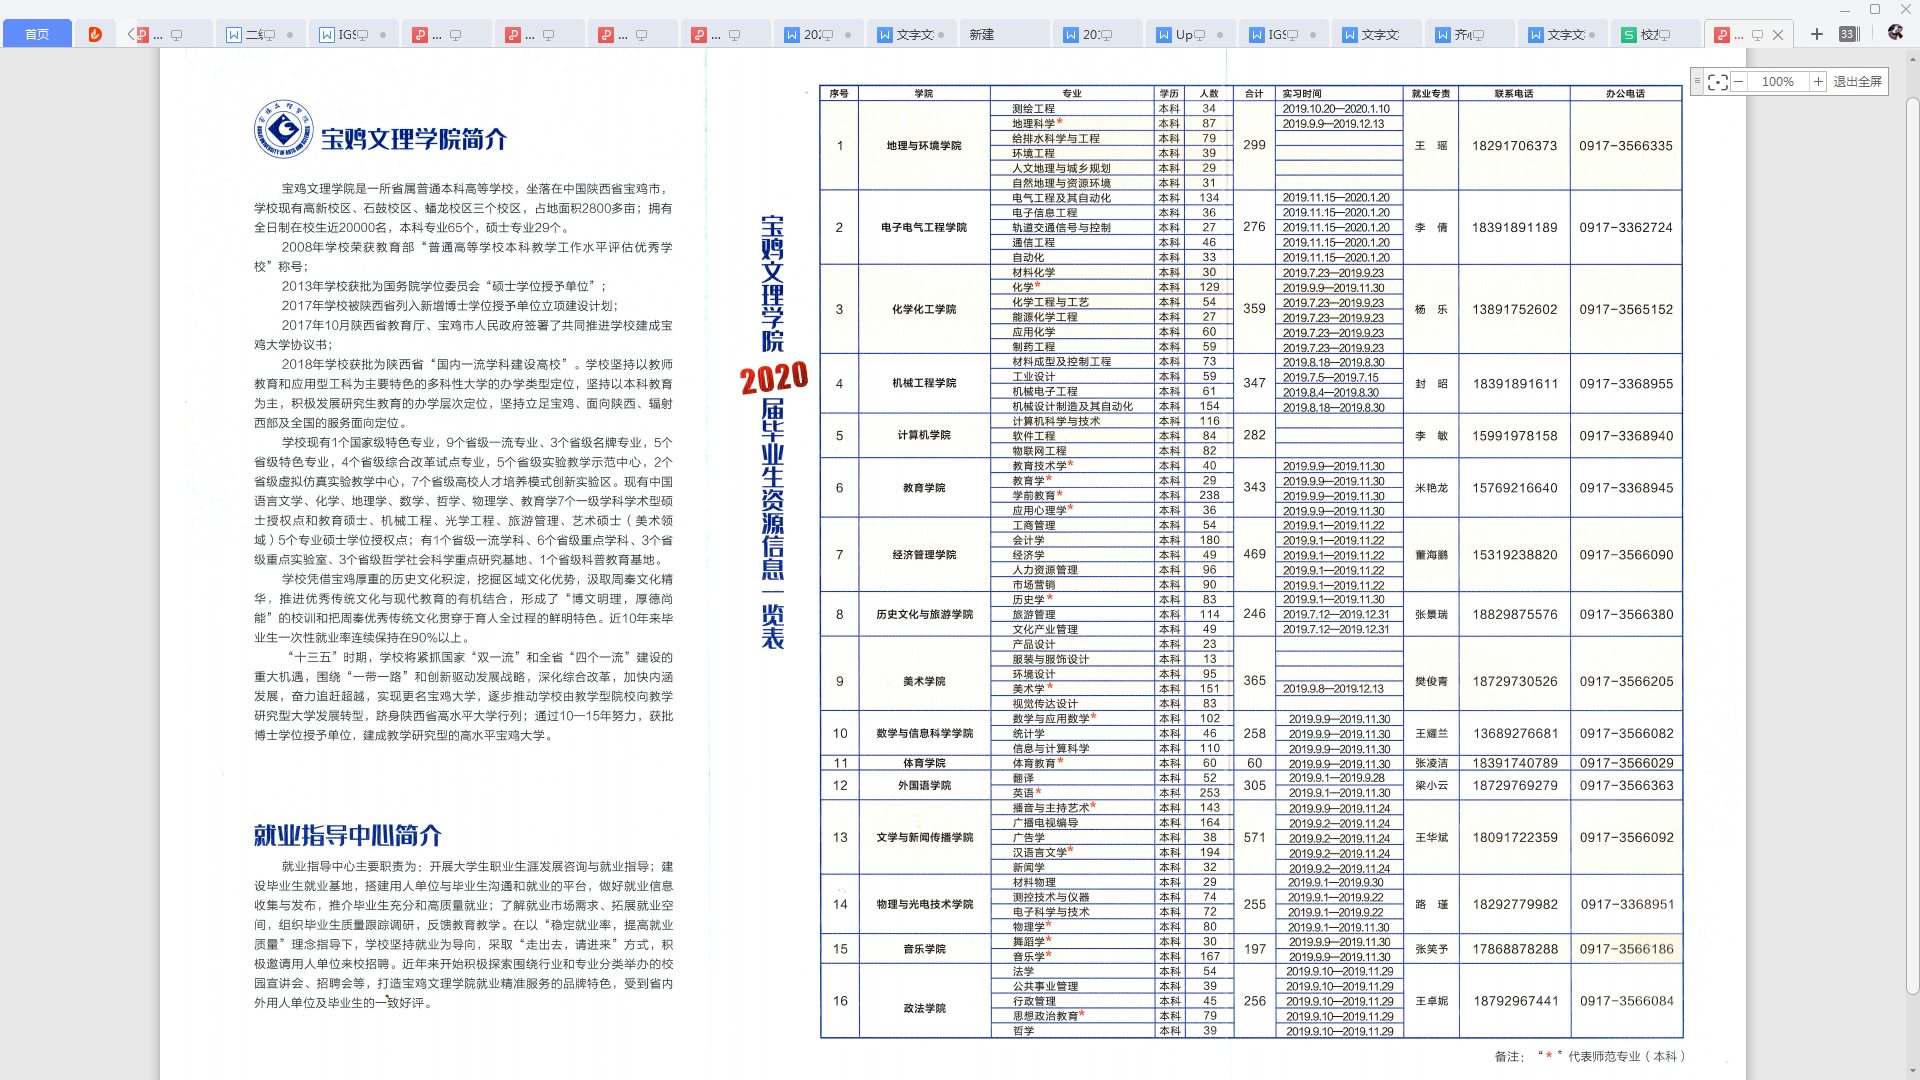 首页
...
二纟
IGS
...
...
...
...
202
文字文
新建
20:
Up
IGS
文字文
齐心
文字文
校友
...
33
100%
退出全屏
宝鸡文理学院简介
宝鸡文理学院是一所省属普通本科高等学校，坐落在中国陕西省宝鸡市，
学校现有高新校区、石鼓校区、蟠龙校区三个校区，占地面积2800多亩；拥有
全日制在校生近20000名，本科专业65个，硕士专业29个。
2008年学校荣获教育部“普通高等学校本科教学工作水平评估优秀学
校”称号；
2013年学校获批为国务院学位委员会“硕士学位授予单位”；
2017年学校被陕西省列入新增博士学位授予单位立项建设计划；
2017年10月陕西省教育厅、宝鸡市人民政府签署了共同推进学校建成宝
鸡大学协议书；
2018年学校获批为陕西省“国内一流学科建设高校”。学校坚持以教师
教育和应用型工科为主要特色的多科性大学的办学类型定位，坚持以本科教育
为主，积极发展研究生教育的办学层次定位，坚持立足宝鸡、面向陕西、辐射
西部及全国的服务面向定位。
学校现有1个国家级特色专业，9个省级一流专业、3个省级名牌专业，5个
省级特色专业，4个省级综合改革试点专业，5个省级实验教学示范中心，2个
省级虚拟仿真实验教学中心，7个省级高校人才培养模式创新实验区。现有中国
语言文学、化学、地理学、数学、哲学、物理学、教育学7个一级学科学术型硕
士授权点和教育硕士、机械工程、光学工程、旅游管理、艺术硕士（美术领
域）5个专业硕士学位授权点；有1个省级一流学科、6个省级重点学科、3个省
级重点实验室、3个省级哲学社会科学重点研究基地、1个省级科普教育基地。
学校凭借宝鸡厚重的历史文化积淀，挖掘区域文化优势，汲取周秦文化精
华，推进优秀传统文化与现代教育的有机结合，形成了“博文明理，厚德尚
能”的校训和把周秦优秀传统文化贯穿于育人全过程的鲜明特色。近10年来毕
业生一次性就业率连续保持在90%以上。
“十三五”时期，学校将紧抓国家“双一流”和全省“四个一流”建设的
重大机遇，围绕“一带一路”和创新驱动发展战略，深化综合改革，加快内涵
发展，奋力追赶超越，实现更名宝鸡大学，逐步推动学校由教学型院校向教学
研究型大学发展转型，跻身陕西省高水平大学行列；通过10—15年努力，获批
博士学位授予单位，建成教学研究型的高水平宝鸡大学。
就业指导中心简介
就业指导中心主要职责为：开展大学生职业生涯发展咨询与就业指导；建
设毕业生就业基地，搭建用人单位与毕业生沟通和就业的平台，做好就业信息
收集与发布，推介毕业生充分和高质量就业；了解就业市场需求、拓展就业空
间，组织毕业生质量跟踪调研，反馈教育教学。在以“稳定就业率，提高就业
质量”理念指导下，学校坚持就业为导向，采取“走出去，请进来”方式，积
极邀请用人单位来校招聘。近年来开始积极探索围绕行业和专业分类举办的校
园宣讲会、招聘会等，打造宝鸡文理学院就业精准服务的品牌特色，受到省内
外用人单位及毕业生的一致好评。
宝鸡文理学院2020届毕业生资源信息一览表
序号 学院 专业 学历 人数 合计 实习时间 就业专责 联系电话 办公电话
1 地理与环境学院 299 王 瑶 18291706373 0917-3566335
测绘工程 本科 34 2019.10.20—2020.1.10
地理科学* 本科 87 2019.9.9—2019.12.13
给排水科学与工程 本科 79
环境工程 本科 39
人文地理与城乡规划 本科 29
自然地理与资源环境 本科 31
2 电子电气工程学院 276 李 倩 18391891189 0917-3362724
电气工程及其自动化 本科 134 2019.11.15—2020.1.20
电子信息工程 本科 36 2019.11.15—2020.1.20
轨道交通信号与控制 本科 27 2019.11.15—2020.1.20
通信工程 本科 46 2019.11.15—2020.1.20
自动化 本科 33 2019.11.15—2020.1.20
3 化学化工学院 359 杨 乐 13891752602 0917-3565152
材料化学 本科 30 2019.7.23—2019.9.23
化学* 本科 129 2019.9.9—2019.11.30
化学工程与工艺 本科 54 2019.7.23—2019.9.23
能源化学工程 本科 27 2019.7.23—2019.9.23
应用化学 本科 60 2019.7.23—2019.9.23
制药工程 本科 59 2019.7.23—2019.9.23
4 机械工程学院 347 封 昭 18391891611 0917-3368955
材料成型及控制工程 本科 73 2019.8.18—2019.8.30
工业设计 本科 59 2019.7.5—2019.7.15
机械电子工程 本科 61 2019.8.4—2019.8.30
机械设计制造及其自动化 本科 154 2019.8.18—2019.8.30
5 计算机学院 282 李 敏 15991978158 0917-3368940
计算机科学与技术 本科 116
软件工程 本科 84
物联网工程 本科 82
6 教育学院 343 米艳龙 15769216640 0917-3368945
教育技术学* 本科 40 2019.9.9—2019.11.30
教育学* 本科 29 2019.9.9—2019.11.30
学前教育* 本科 238 2019.9.9—2019.11.30
应用心理学* 本科 36 2019.9.9—2019.11.30
7 经济管理学院 469 董海鹏 15319238820 0917-3566090
工商管理 本科 54 2019.9.1—2019.11.22
会计学 本科 180 2019.9.1—2019.11.22
经济学 本科 49 2019.9.1—2019.11.22
人力资源管理 本科 96 2019.9.1—2019.11.22
市场营销 本科 90 2019.9.1—2019.11.22
8 历史文化与旅游学院 246 张景瑞 18829875576 0917-3566380
历史学* 本科 83 2019.9.1—2019.11.30
旅游管理 本科 114 2019.7.12—2019.12.31
文化产业管理 本科 49 2019.7.12—2019.12.31
9 美术学院 365 樊俊青 18729730526 0917-3566205
产品设计 本科 23
服装与服饰设计 本科 13
环境设计 本科 95
美术学* 本科 151 2019.9.8—2019.12.13
视觉传达设计 本科 83
10 数学与信息科学学院 258 王耀兰 13689276681 0917-3566082
数学与应用数学* 本科 102 2019.9.9—2019.11.30
统计学 本科 46 2019.9.9—2019.11.30
信息与计算科学 本科 110 2019.9.9—2019.11.30
11 体育学院 体育教育* 本科 60 60 2019.9.9—2019.11.30 张凌洁 18391740789 0917-3566029
12 外国语学院 305 梁小云 18729769279 0917-3566363
翻译 本科 52 2019.9.1—2019.9.28
英语* 本科 253 2019.9.1—2019.11.30
13 文学与新闻传播学院 571 王华斌 18091722359 0917-3566092
播音与主持艺术* 本科 143 2019.9.9—2019.11.24
广播电视编导 本科 164 2019.9.2—2019.11.24
广告学 本科 38 2019.9.2—2019.11.24
汉语言文学* 本科 194 2019.9.2—2019.11.24
新闻学 本科 32 2019.9.2—2019.11.24
14 物理与光电技术学院 255 路 瑾 18292779982 0917-3368951
材料物理 本科 29 2019.9.1—2019.9.30
测控技术与仪器 本科 74 2019.9.1—2019.9.22
电子科学与技术 本科 72 2019.9.1—2019.9.22
物理学* 本科 80 2019.9.1—2019.11.30
15 音乐学院 197 张笑予 17868878288 0917-3566186
舞蹈学* 本科 30 2019.9.9—2019.11.30
音乐学* 本科 167 2019.9.9—2019.11.30
16 政法学院 256 王卓妮 18792967441 0917-3566084
法学 本科 54 2019.9.10—2019.11.29
公共事业管理 本科 39 2019.9.10—2019.11.29
行政管理 本科 45 2019.9.10—2019.11.29
思想政治教育* 本科 79 2019.9.10—2019.11.29
哲学 本科 39 2019.9.10—2019.11.29
备注：“*”代表师范专业（本科）